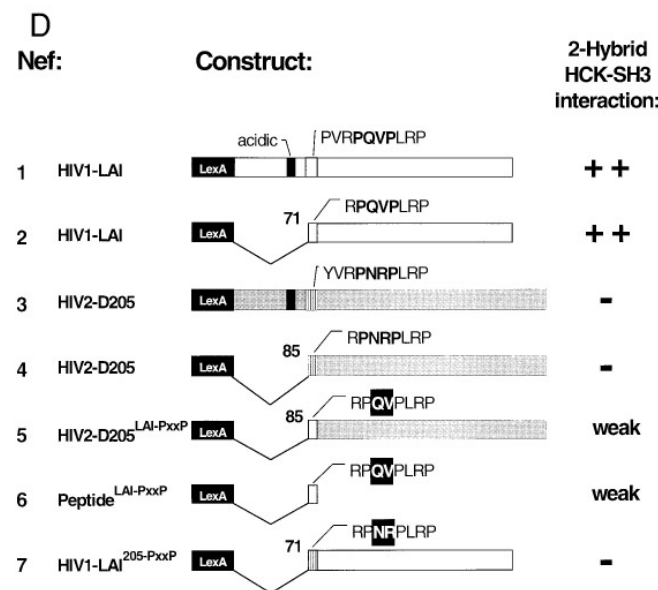 D
Nef: Construct: 2-Hybrid HCK-SH3 interaction:
acidic PVRPQVPLRP
1 HIV1-LAI LexA ++
71 RPQVPLRP
2 HIV1-LAI LexA ++
YVRPNRPLRP
3 HIV2-D205 LexA -
85 RPNRPLRP
4 HIV2-D205 LexA -
85 RPQVPLRP
5 HIV2-D205LAI-PxxP LexA weak
RPQVPLRP
6 PeptideLAI-PxxP LexA weak
71 RPNRPLRP
7 HIV1-LAI205-PxxP LexA -